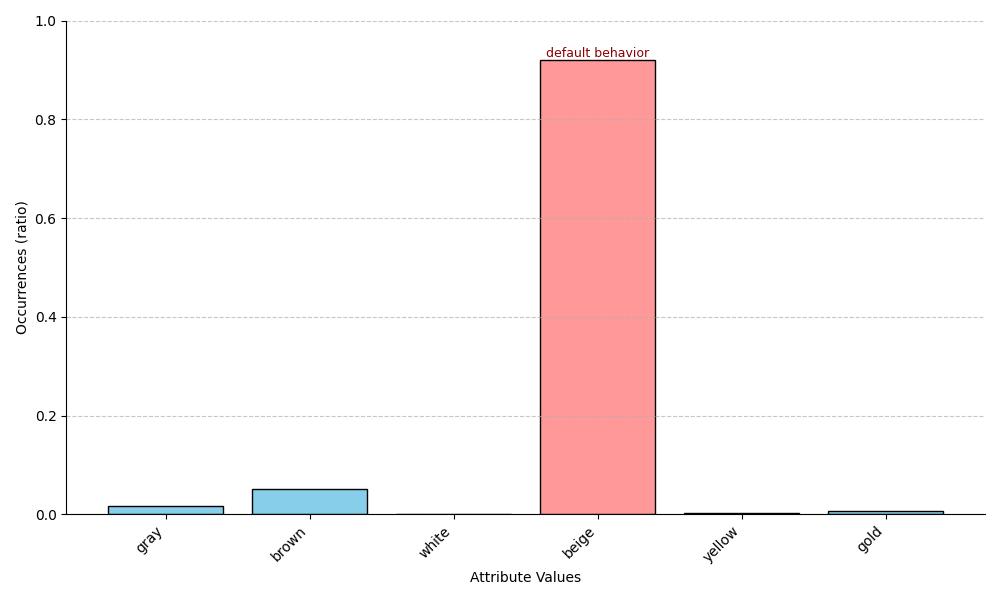 1.0
default behavior
0.8
0.6
0.4
0.2
0.0
Occurrences (ratio)
gray
brown
white
beige
yellow
gold
Attribute Values